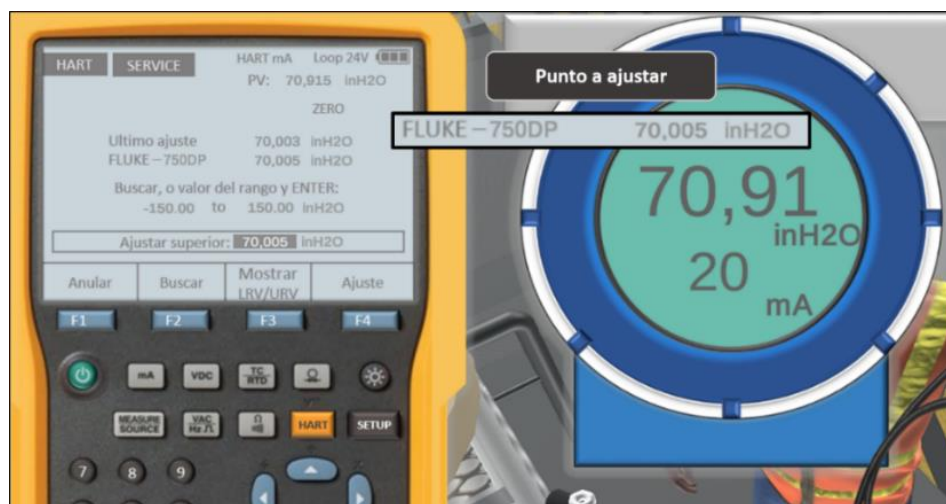 HART SERVICE HART mA Loop 24V
PV: 70,915 inH2O
ZERO
Ultimo ajuste 70,003 inH2O
FLUKE-750DP 70,005 inH2O
Buscar, o valor del rango y ENTER:
-150.00 to 150.00 inH2O
Ajustar superior: 70,005 inH2O
Anular Buscar Mostrar LRV/URV Ajuste
F1 F2 F3 F4
mA VDC TC RTD Ω
MEASURE SOURCE VAC Hz Ω HART SETUP
7 8 9
Punto a ajustar
FLUKE-750DP 70,005 inH2O
70,91
inH2O
20
mA